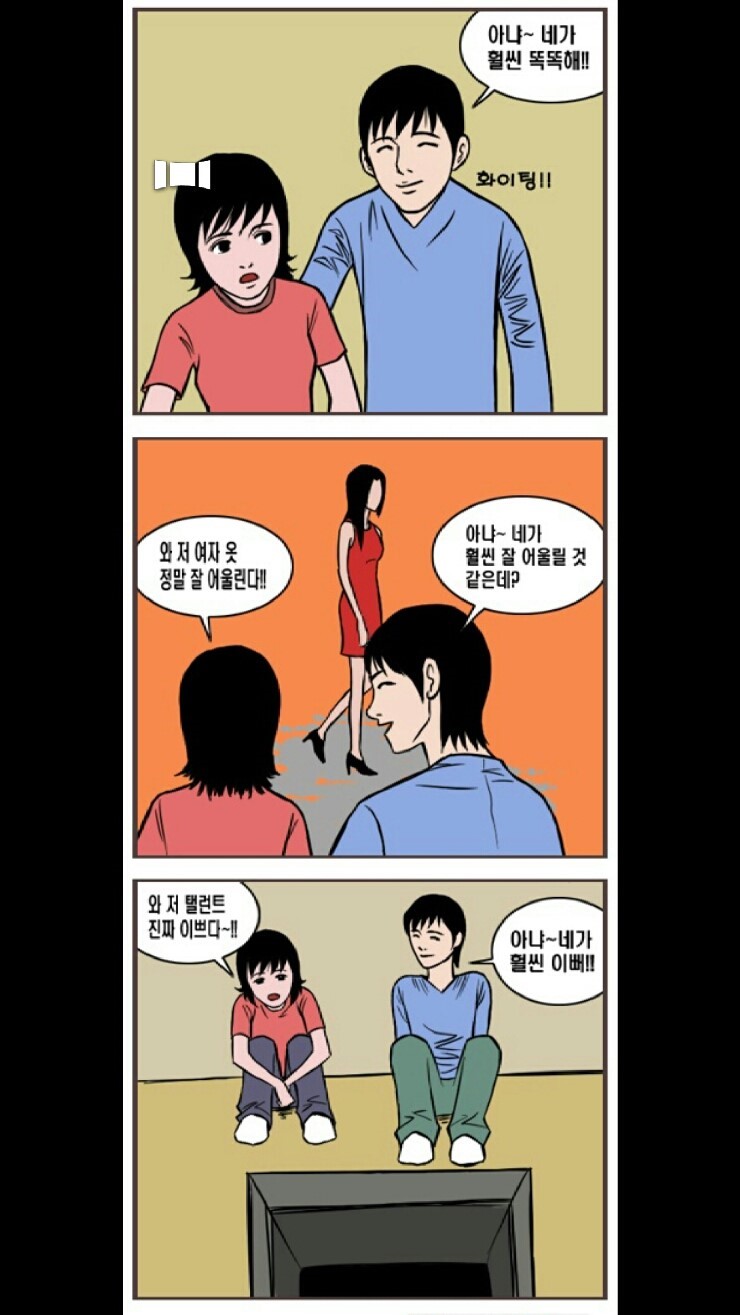 아냐~ 네가
훨씬 똑똑해!!
화이팅!!
와 저 여자 옷
정말 잘 어울린다!!
아냐~ 네가
훨씬 잘 어울릴 것
같은데?
와 저 탤런트
진짜 이쁘다~!!
아냐~네가
훨씬 이뻐!!